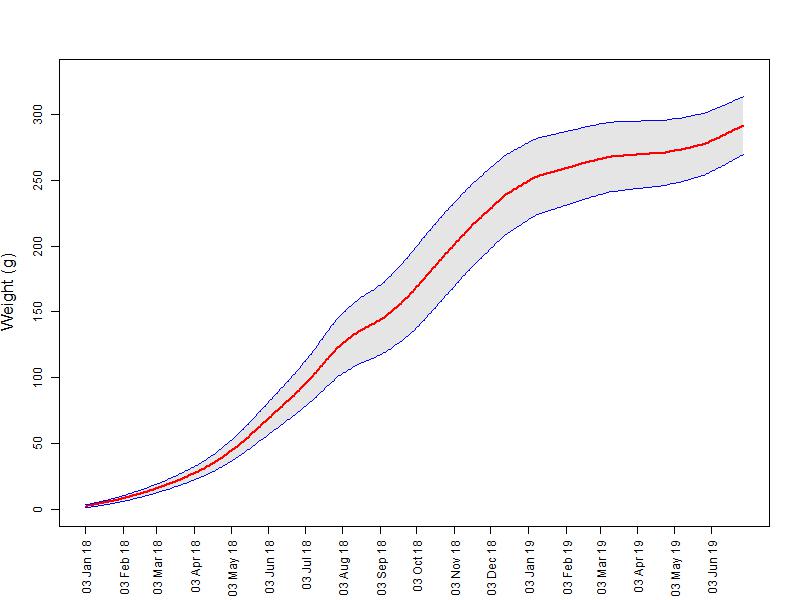 Weight (g)
300
250
200
150
100
50
0
03 Jan 18
03 Feb 18
03 Mar 18
03 Apr 18
03 May 18
03 Jun 18
03 Jul 18
03 Aug 18
03 Sep 18
03 Oct 18
03 Nov 18
03 Dec 18
03 Jan 19
03 Feb 19
03 Mar 19
03 Apr 19
03 May 19
03 Jun 19